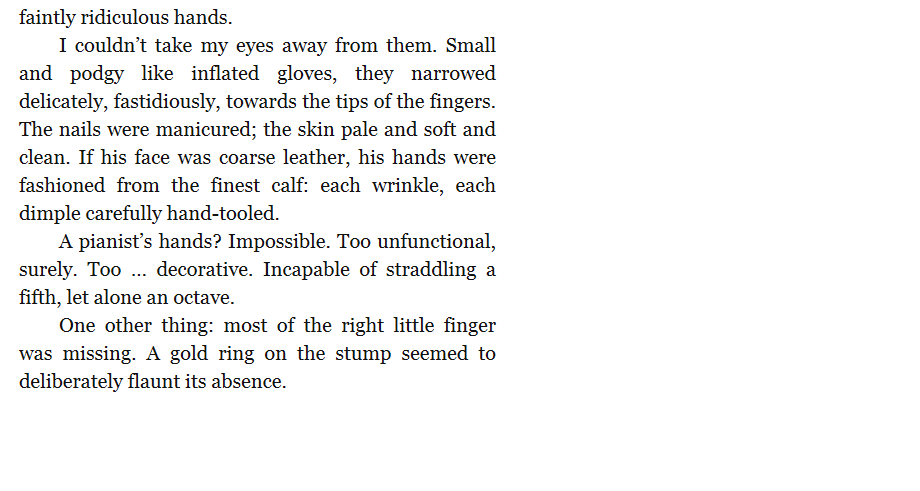 faintly ridiculous hands.
I couldn’t take my eyes away from them. Small
and podgy like inflated gloves, they narrowed
delicately, fastidiously, towards the tips of the fingers.
The nails were manicured; the skin pale and soft and
clean. If his face was coarse leather, his hands were
fashioned from the finest calf: each wrinkle, each
dimple carefully hand-tooled.
A pianist’s hands? Impossible. Too unfunctional,
surely. Too … decorative. Incapable of straddling a
fifth, let alone an octave.
One other thing: most of the right little finger
was missing. A gold ring on the stump seemed to
deliberately flaunt its absence.